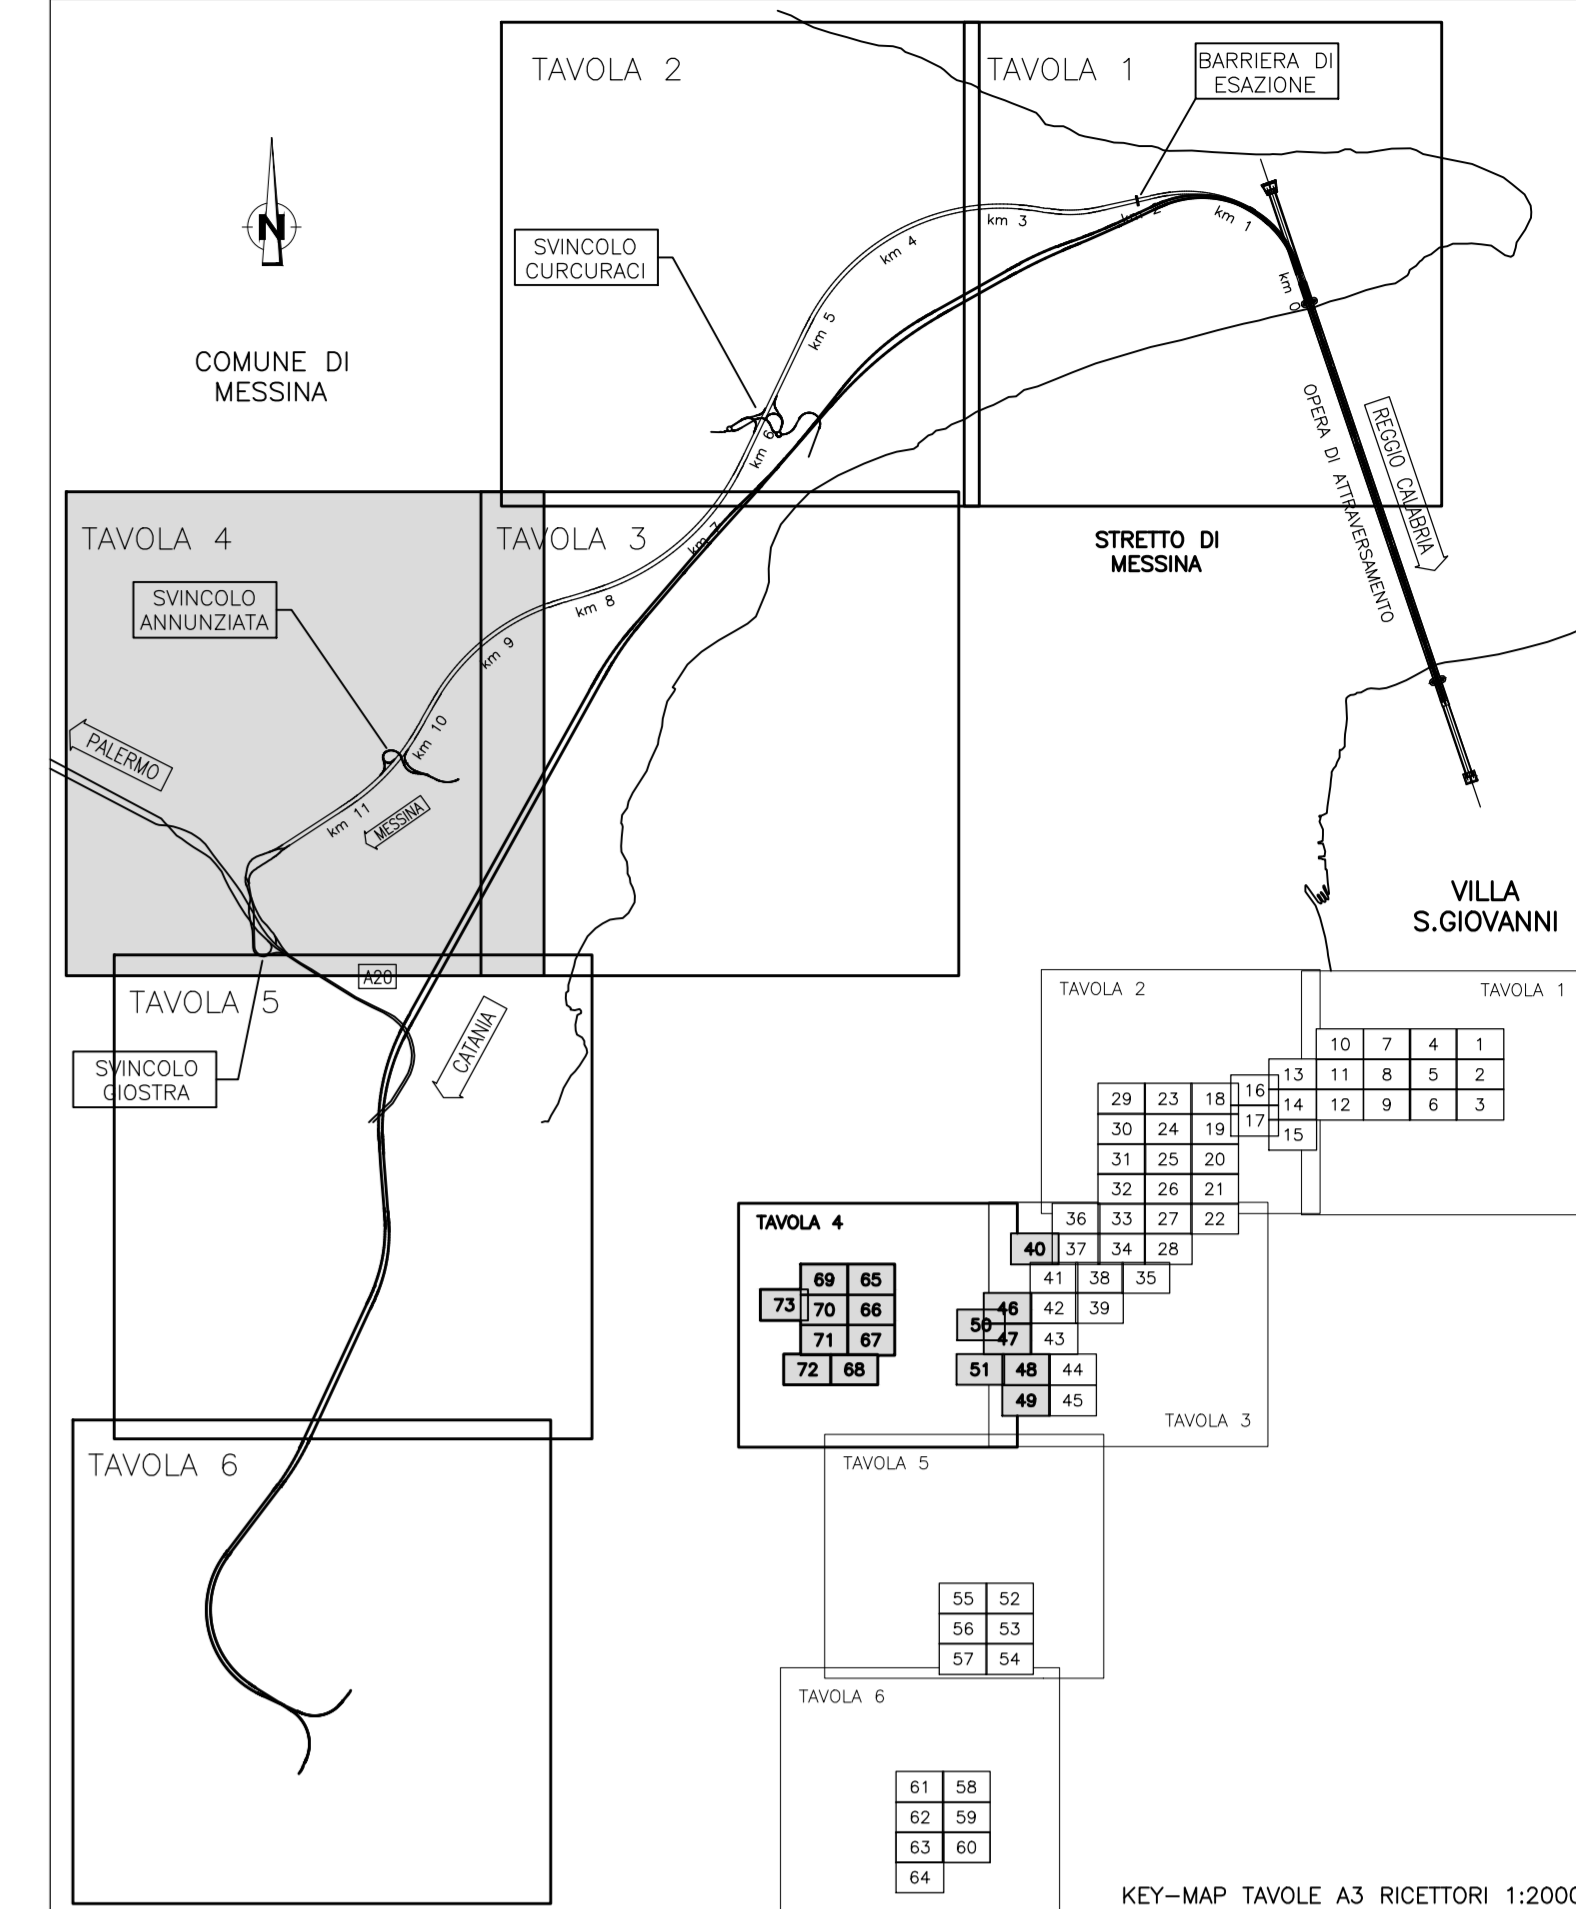 TAVOLA 2
TAVOLA 1
BARRIERA DI
ESAZIONE
N
km 3
km 2
km 1
km 4
SVINCOLO
CURCURACI
km 0
km 5
COMUNE DI
MESSINA
km 6
OPERA DI ATTRAVERSAMENTO
REGGIO CALABRIA
TAVOLA 4
TAVOLA 3
km 7
STRETTO DI
MESSINA
SVINCOLO
ANNUNZIATA
km 8
km 9
km 10
PALERMO
km 11
MESSINA
VILLA
S.GIOVANNI
A20
TAVOLA 5
CATANIA
SVINCOLO
GIOSTRA
TAVOLA 6
TAVOLA 2
TAVOLA 1
10 7 4 1
13 11 8 5 2
16
29 23 18 14 12 9 6 3
17
30 24 19 15
31 25 20
32 26 21
TAVOLA 4
36 33 27 22
40 37 34 28
69 65 41 38 35
73 70 66 46 42 39
50
71 67 47 43
72 68 51 48 44
49 45
TAVOLA 3
TAVOLA 5
55 52
56 53
57 54
TAVOLA 6
61 58
62 59
63 60
64
KEY-MAP TAVOLE A3 RICETTORI 1:2000